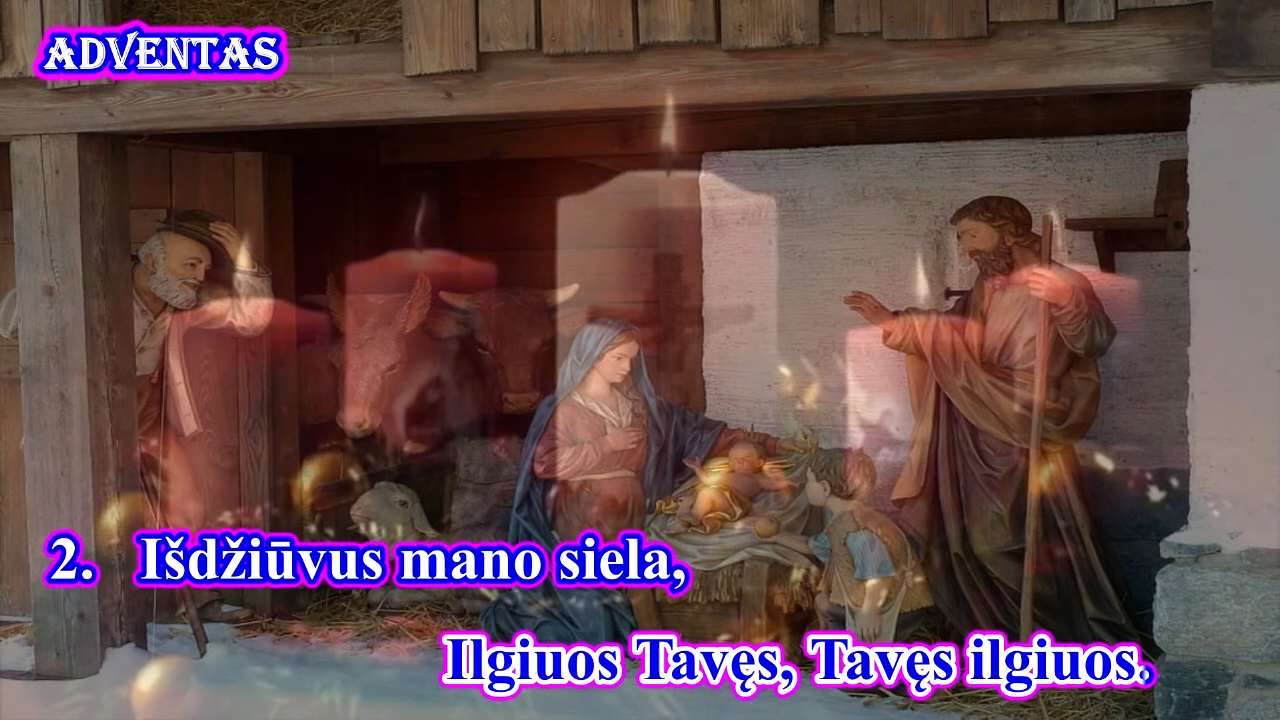 ADVENTAS
2. Išdžiūvus mano siela,
Ilgiuos Tavęs, Tavęs ilgiuos.